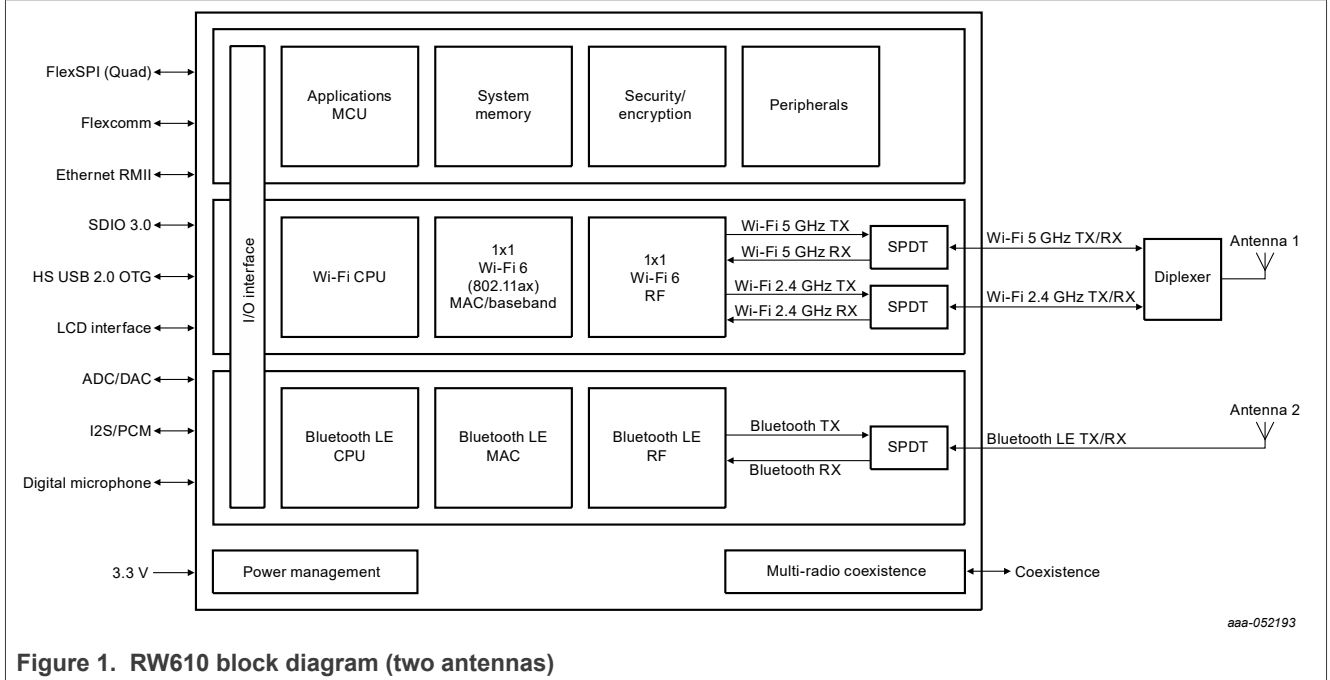 FlexSPI (Quad)
Flexcomm
Ethernet RMII
SDIO 3.0
HS USB 2.0 OTG
LCD interface
ADC/DAC
I2S/PCM
Digital microphone
3.3 V
I/O interface
Applications
MCU
System
memory
Security/
encryption
Peripherals
Wi-Fi CPU
1x1
Wi-Fi 6
(802.11ax)
MAC/baseband
1x1
Wi-Fi 6
RF
Wi-Fi 5 GHz TX
Wi-Fi 5 GHz RX
Wi-Fi 2.4 GHz TX
Wi-Fi 2.4 GHz RX
SPDT
SPDT
Wi-Fi 5 GHz TX/RX
Wi-Fi 2.4 GHz TX/RX
Diplexer
Antenna 1
Bluetooth LE
CPU
Bluetooth LE
MAC
Bluetooth LE
RF
Bluetooth TX
Bluetooth RX
SPDT
Bluetooth LE TX/RX
Antenna 2
Power management
Multi-radio coexistence
Coexistence
aaa-052193
Figure 1. RW610 block diagram (two antennas)